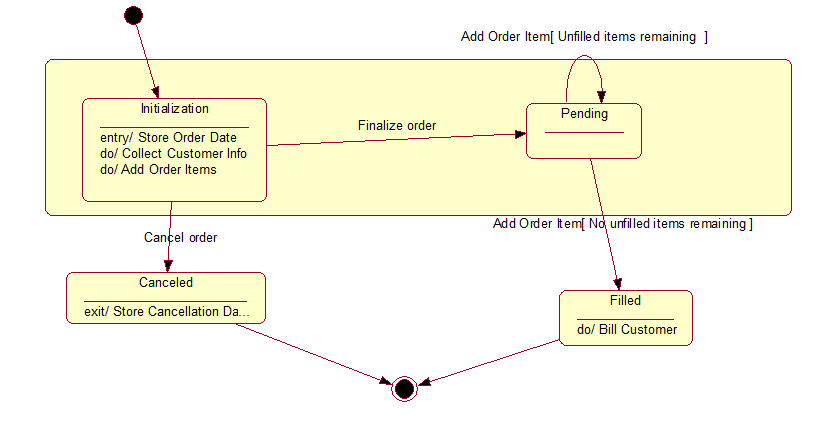 Add Order Item[ Unfilled items remaining  ]
Initialization
entry/ Store Order Date
do/ Collect Customer Info
do/ Add Order Items
Finalize order
Pending
Add Order Item[ No unfilled items remaining ]
Cancel order
Canceled
exit/ Store Cancellation Da...
Filled
do/ Bill Customer